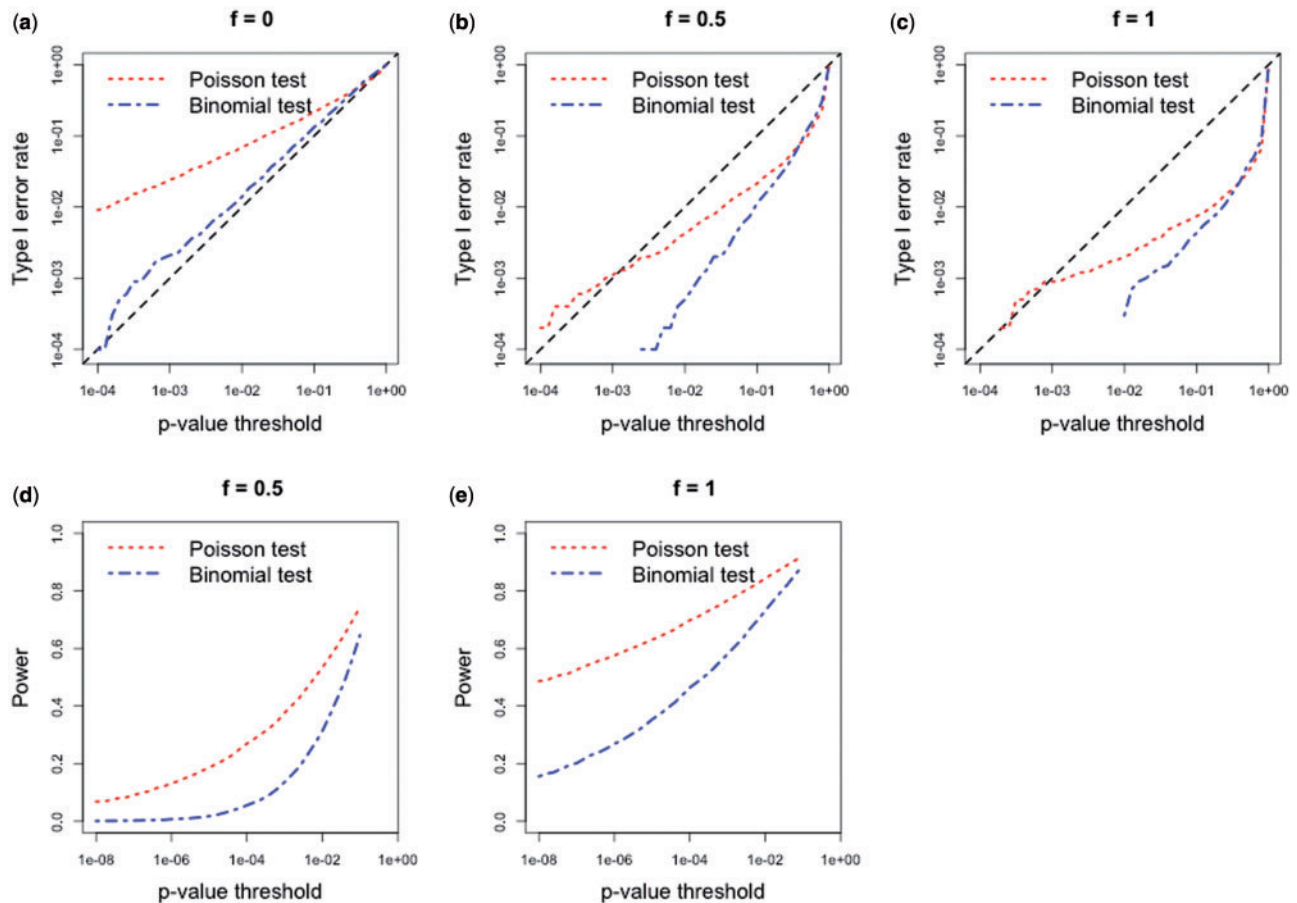 (a)
f = 0
Poisson test
Binomial test
Type I error rate
1e+00
1e-01
1e-02
1e-03
1e-04
1e-04 1e-03 1e-02 1e-01 1e+00
p-value threshold
(b)
f = 0.5
Poisson test
Binomial test
Type I error rate
1e+00
1e-01
1e-02
1e-03
1e-04
1e-04 1e-03 1e-02 1e-01 1e+00
p-value threshold
(c)
f = 1
Poisson test
Binomial test
Type I error rate
1e+00
1e-01
1e-02
1e-03
1e-04
1e-04 1e-03 1e-02 1e-01 1e+00
p-value threshold
(d)
f = 0.5
Poisson test
Binomial test
Power
1.0
0.8
0.6
0.4
0.2
0.0
1e-08 1e-06 1e-04 1e-02 1e+00
p-value threshold
(e)
f = 1
Poisson test
Binomial test
Power
1.0
0.8
0.6
0.4
0.2
0.0
1e-08 1e-06 1e-04 1e-02 1e+00
p-value threshold